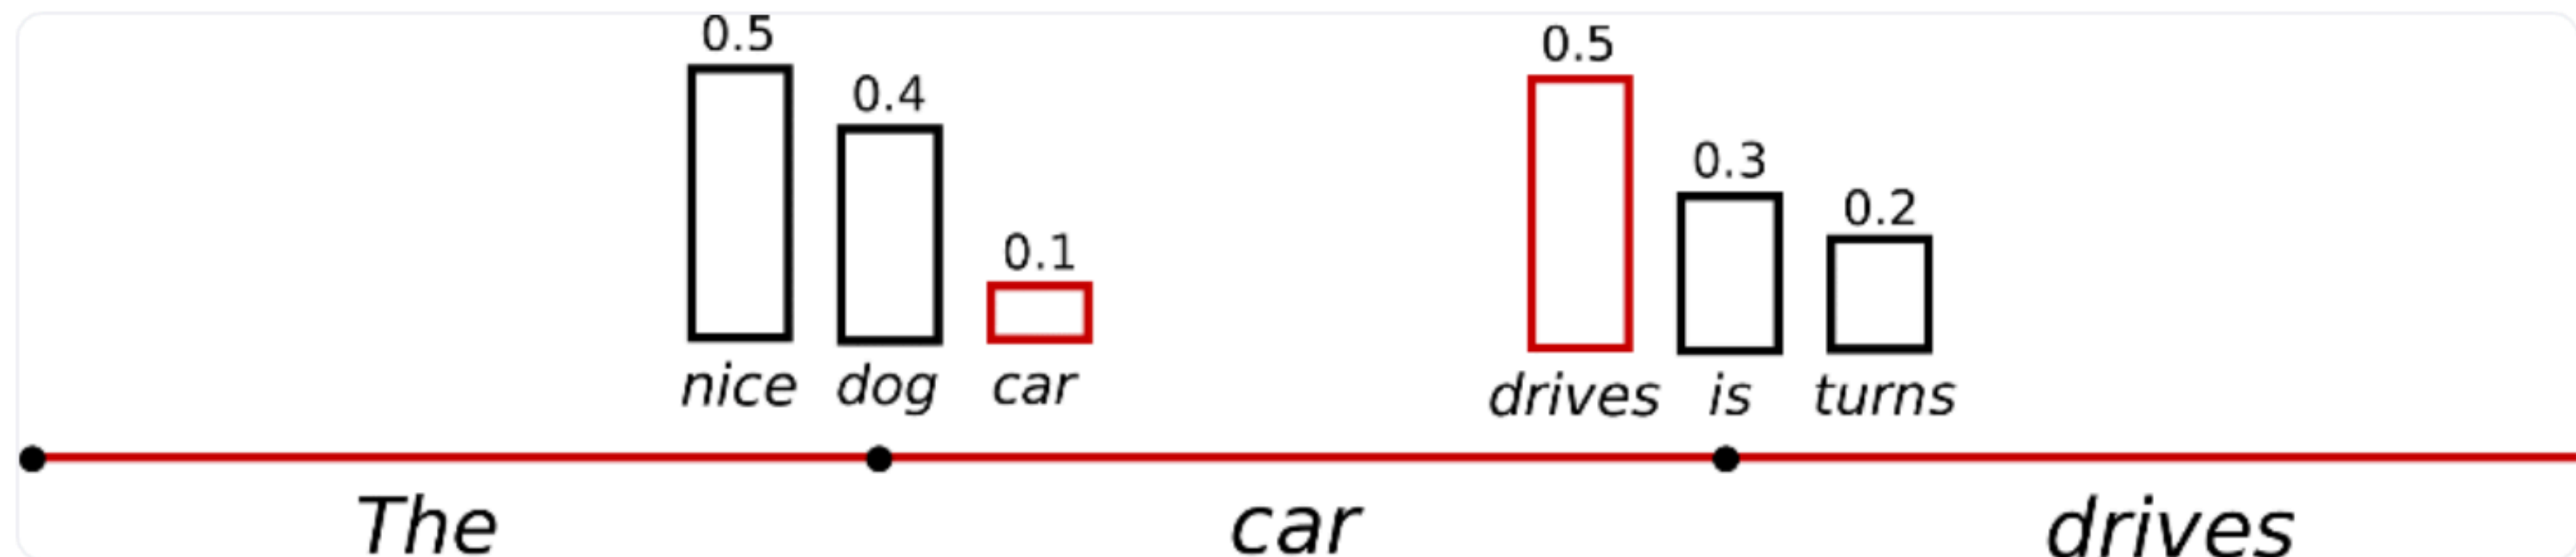 0.5 0.4 0.1
nice dog car
0.5 0.3 0.2
drives is turns
The car drives